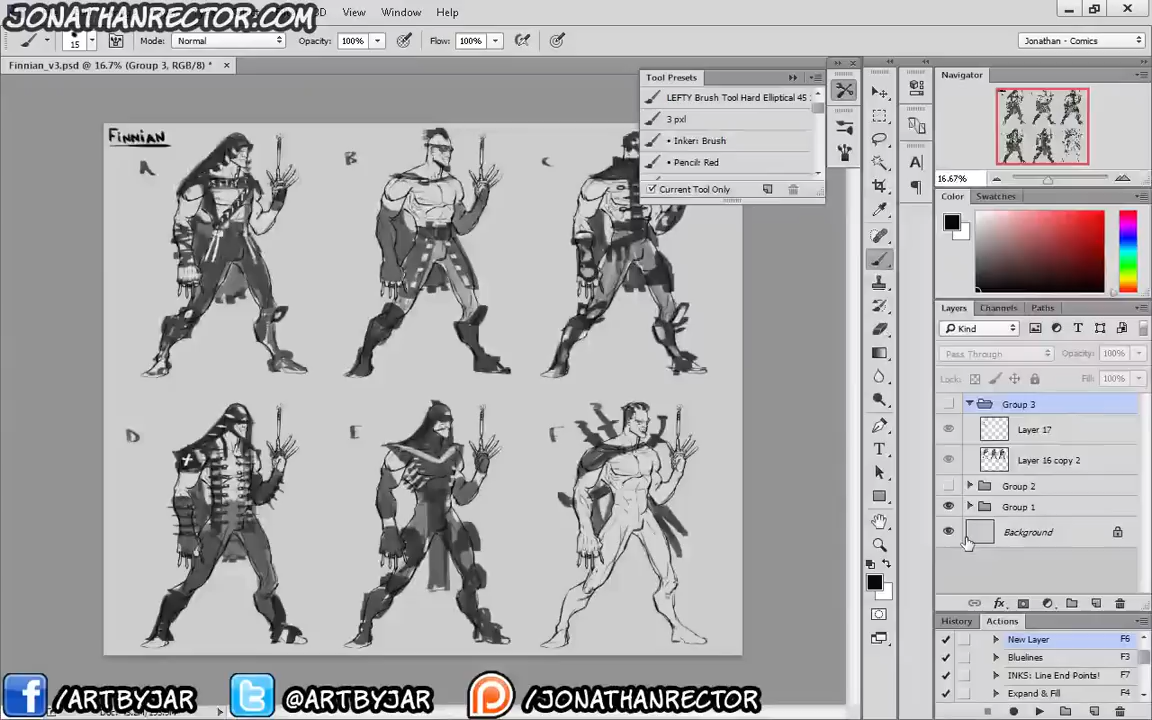 JONATHANRECTOR.COM
3D View Window Help
15 Mode: Normal Opacity: 100% Flow: 100% Jonathan - Comics
Finnian_v3.psd @ 16.7% (Group 3, RGB/8) * ×
Tool Presets
LEFTY Brush Tool Hard Elliptical 45
3 pxl
• Inker: Brush
• Pencil: Red
Current Tool Only
Navigator
16.67%
Color Swatches
Layers Channels Paths
Kind
Pass Through Opacity: 100%
Lock: Fill: 100%
Group 3
Layer 17
Layer 16 copy 2
Group 2
Group 1
Background
History Actions
New Layer F6
Bluelines F3
INKS: Line End Points! F7
Expand & Fill F4
FINNIAN
A B C
D E F
/ARTBYJAR @ARTBYJAR /JONATHANRECTOR